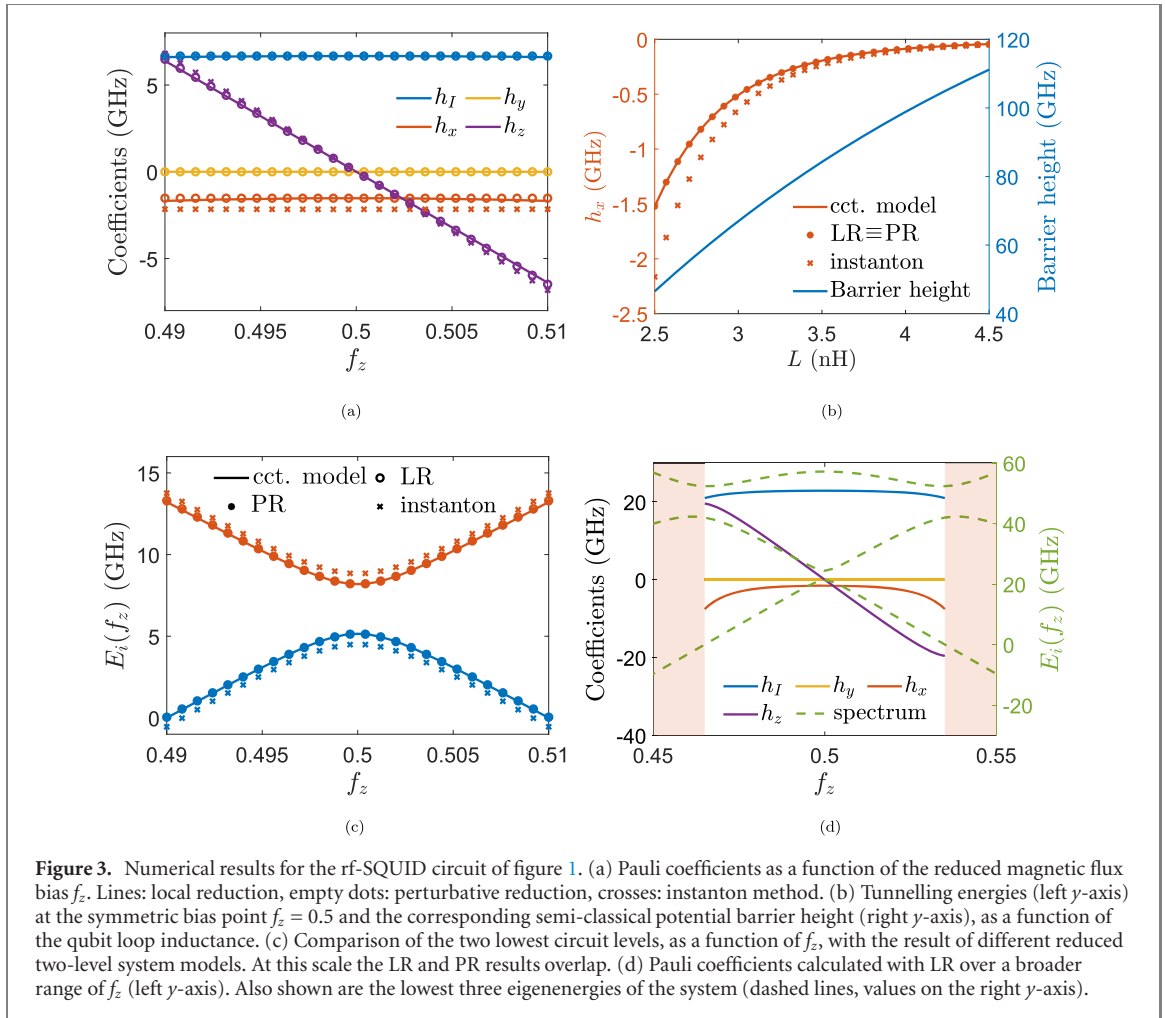 5
0
-5
Coefficients (GHz)
h_I h_y
h_x h_z
0.49 0.495 0.5 0.505 0.51
f_z
(a)
0
-0.5
-1
-1.5
-2
-2.5
h_x (GHz)
cct. model
LR≡PR
instanton
Barrier height
120
100
80
60
40
Barrier height (GHz)
2.5 3 3.5 4 4.5
L (nH)
(b)
15
10
5
0
E_i(f_z) (GHz)
cct. model LR
PR instanton
0.49 0.495 0.5 0.505 0.51
f_z
(c)
20
0
-20
-40
Coefficients (GHz)
h_I h_y h_x
h_z spectrum
60
40
20
0
-20
E_i(f_z) (GHz)
0.45 0.5 0.55
f_z
(d)
Figure 3. Numerical results for the rf-SQUID circuit of figure 1. (a) Pauli coefficients as a function of the reduced magnetic flux
bias f_z. Lines: local reduction, empty dots: perturbative reduction, crosses: instanton method. (b) Tunnelling energies (left y-axis)
at the symmetric bias point f_z = 0.5 and the corresponding semi-classical potential barrier height (right y-axis), as a function of
the qubit loop inductance. (c) Comparison of the two lowest circuit levels, as a function of f_z, with the result of different reduced
two-level system models. At this scale the LR and PR results overlap. (d) Pauli coefficients calculated with LR over a broader
range of f_z (left y-axis). Also shown are the lowest three eigenenergies of the system (dashed lines, values on the right y-axis).